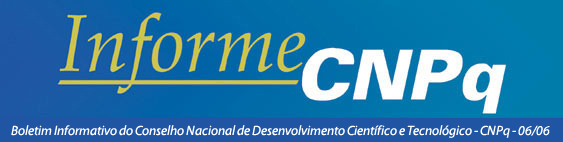 Informe CNPq
Boletim Informativo do Conselho Nacional de Desenvolvimento Científico e Tecnológico - CNPq - 06/06